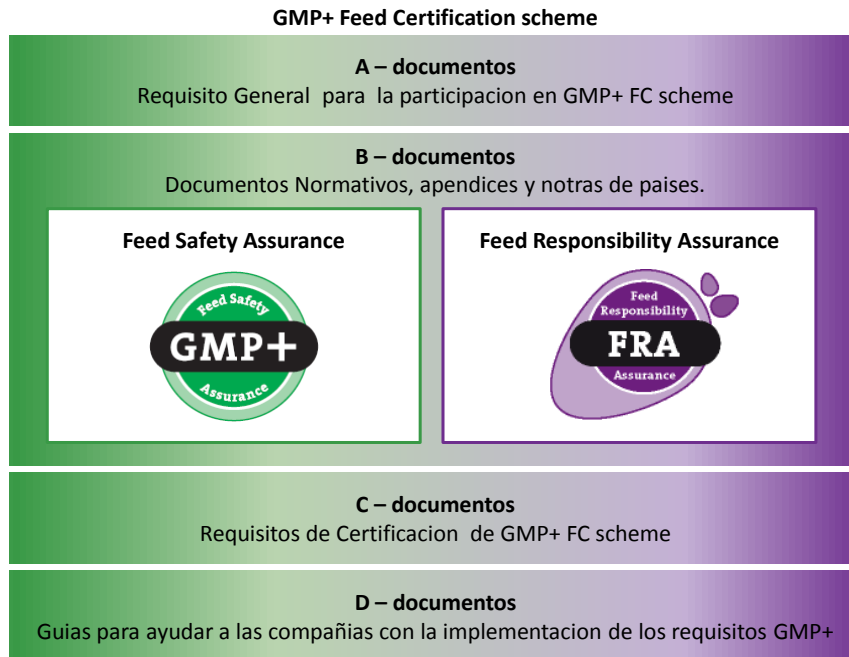 GMP+ Feed Certification scheme
A – documentos
Requisito General  para  la participacion en GMP+ FC scheme
B – documentos
Documentos Normativos, apendices y notras de paises.
Feed Safety Assurance
Feed Safety
GMP+
Assurance
Feed Responsibility Assurance
Feed
Responsibility
FRA
Assurance
C – documentos
Requisitos de Certificacion  de GMP+ FC scheme
D – documentos
Guias para ayudar a las compañias con la implementacion de los requisitos GMP+